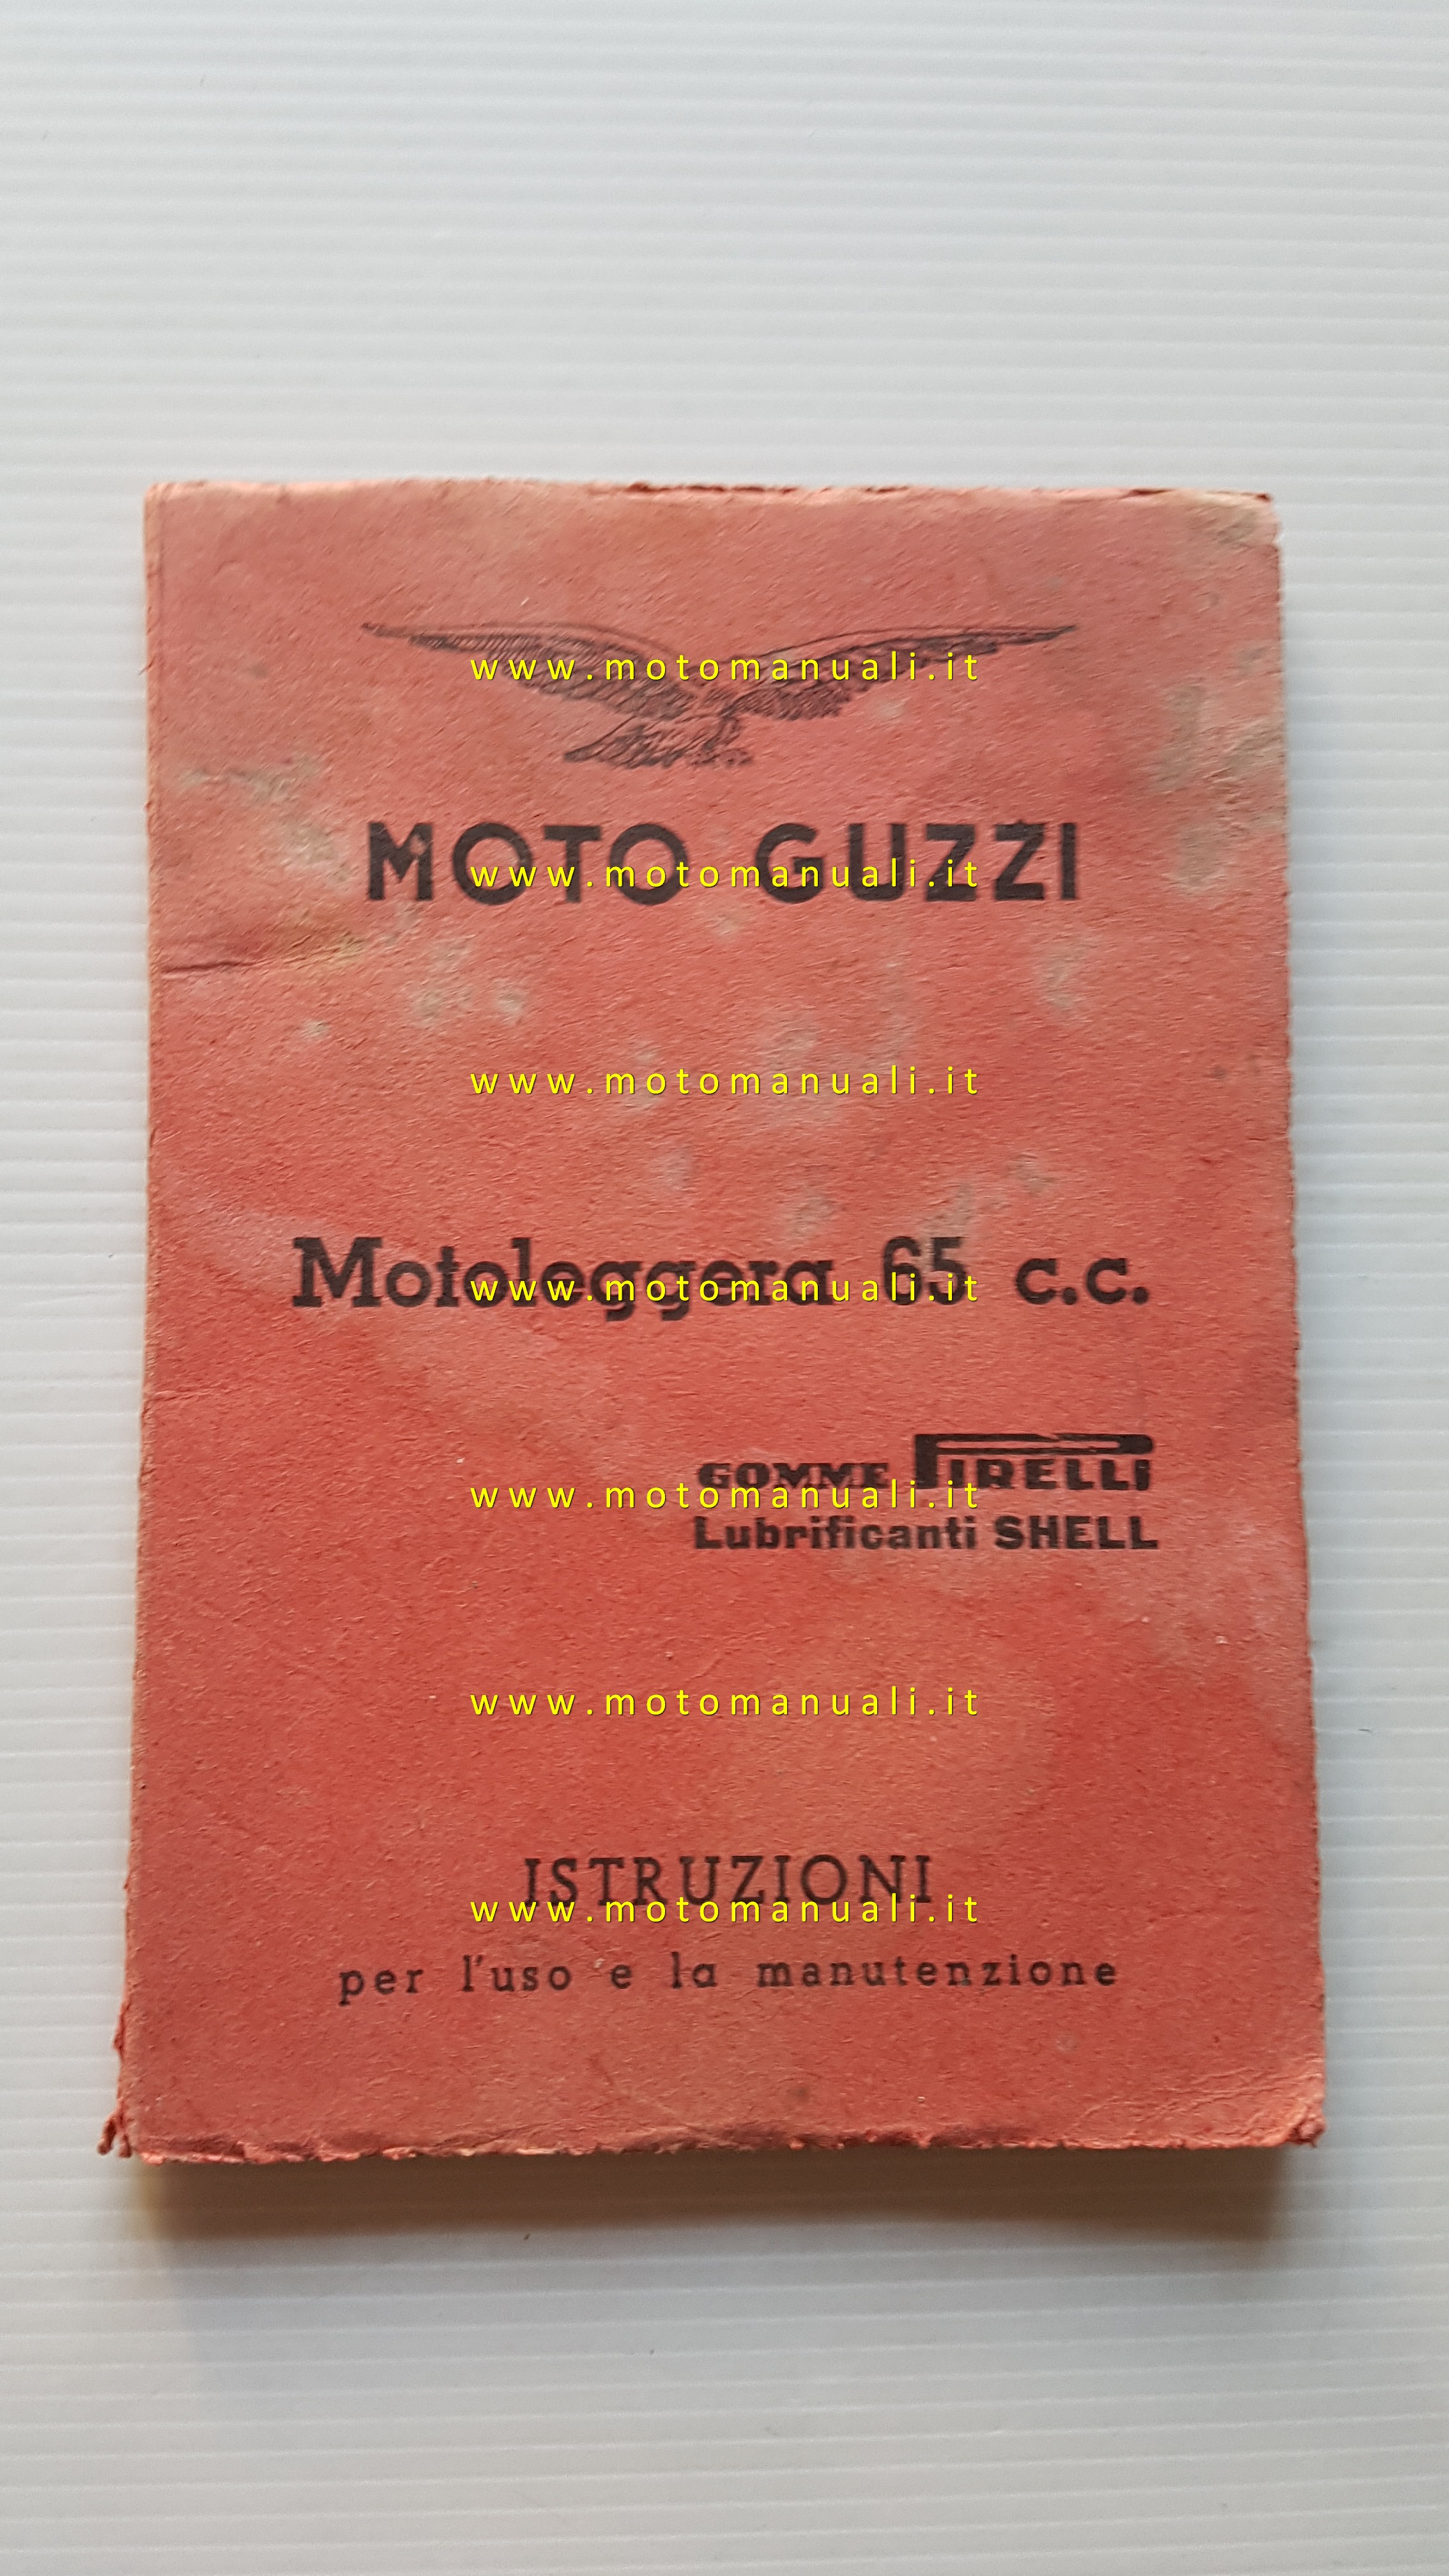 www.motomanuali.it
MOTO GUZZI
www.motomanuali.it
www.motomanuali.it
Motoleggera 65 c.c.
www.motomanuali.it
GOMME PIRELLI
www.motomanuali.it
Lubrificanti SHELL
www.motomanuali.it
ISTRUZIONI
www.motomanuali.it
per l'uso e la manutenzione